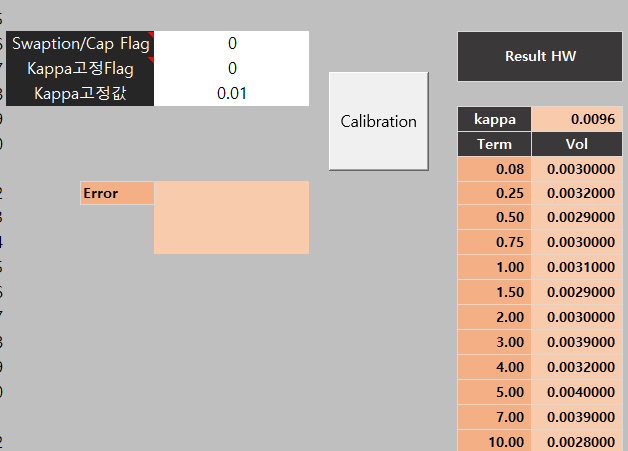 Swaption/Cap Flag 0
Kappa고정Flag 0
Kappa고정값 0.01
Calibration
Error
Result HW
kappa 0.0096
Term Vol
0.08 0.0030000
0.25 0.0032000
0.50 0.0029000
0.75 0.0030000
1.00 0.0031000
1.50 0.0029000
2.00 0.0030000
3.00 0.0039000
4.00 0.0032000
5.00 0.0040000
7.00 0.0039000
10.00 0.0028000